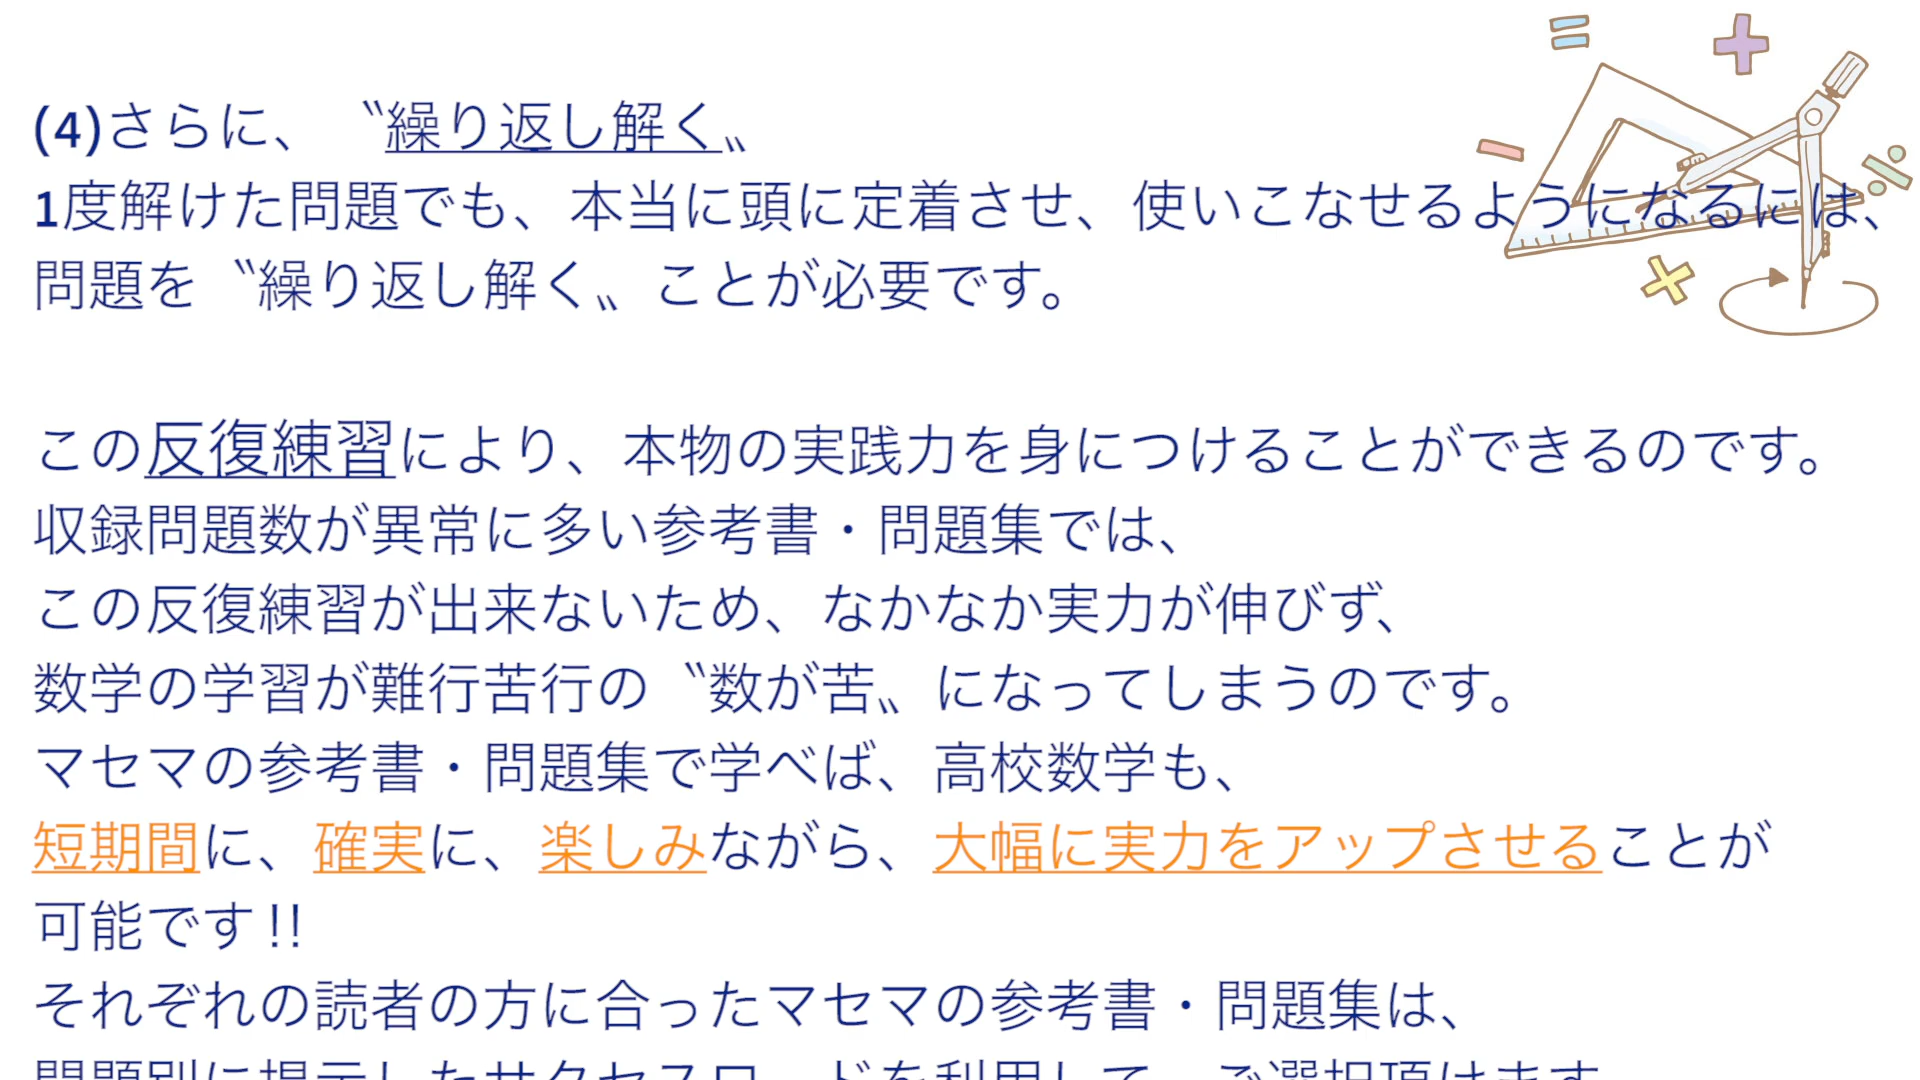 (4)さらに、〝繰り返し解く〟
1度解けた問題でも、本当に頭に定着させ、使いこなせるようになるには、
問題を〝繰り返し解く〟ことが必要です。
この反復練習により、本物の実践力を身につけることができるのです。
収録問題数が異常に多い参考書・問題集では、
この反復練習が出来ないため、なかなか実力が伸びず、
数学の学習が難行苦行の〝数が苦〟になってしまうのです。
マセマの参考書・問題集で学べば、高校数学も、
短期間に、確実に、楽しみながら、大幅に実力をアップさせることが
可能です!!
それぞれの読者の方に合ったマセマの参考書・問題集は、